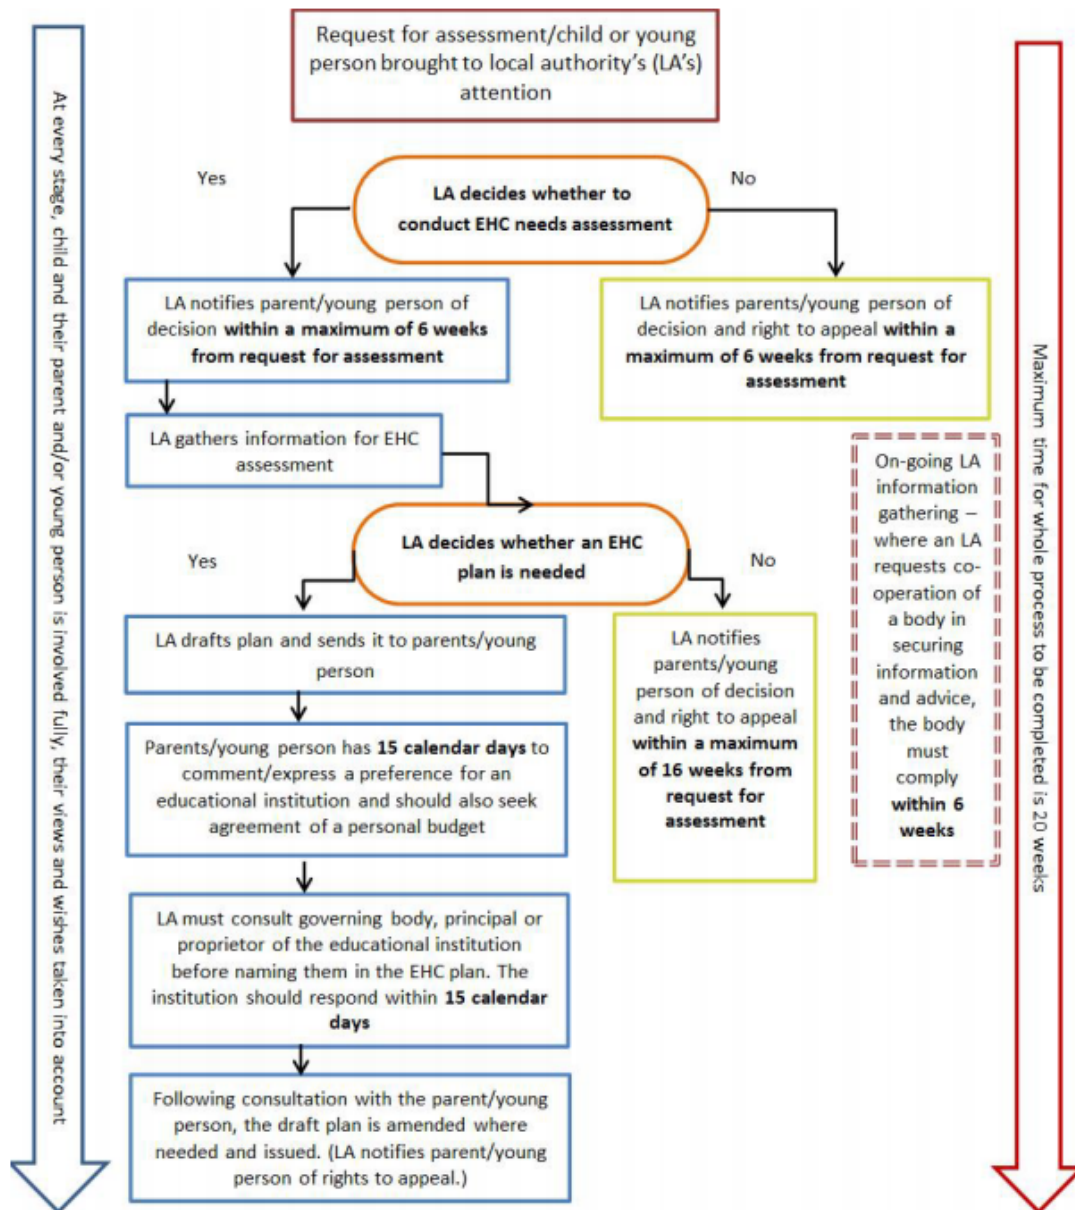 Request for assessment/child or young
person brought to local authority's (LA's)
attention
Yes
No
LA decides whether to
conduct EHC needs assessment
LA notifies parent/young person of
decision within a maximum of 6 weeks
from request for assessment
LA notifies parents/young person of
decision and right to appeal within a
maximum of 6 weeks from request for
assessment
LA gathers information for EHC
assessment
On-going LA
information
gathering –
where an LA
requests co-
operation of
a body in
securing
information
and advice,
the body
must
comply
within 6
weeks
LA decides whether an EHC
plan is needed
Yes
No
LA drafts plan and sends it to parents/young
person
LA notifies
parents/young
person of decision
and right to appeal
within a maximum
of 16 weeks from
request for
assessment
Parents/young person has 15 calendar days to
comment/express a preference for an
educational institution and should also seek
agreement of a personal budget
LA must consult governing body, principal or
proprietor of the educational institution
before naming them in the EHC plan. The
institution should respond within 15 calendar
days
Following consultation with the parent/young
person, the draft plan is amended where
needed and issued. (LA notifies parent/young
person of rights to appeal.)
At every stage, child and their parent and/or young person is involved fully, their views and wishes taken into account
Maximum time for whole process to be completed is 20 weeks